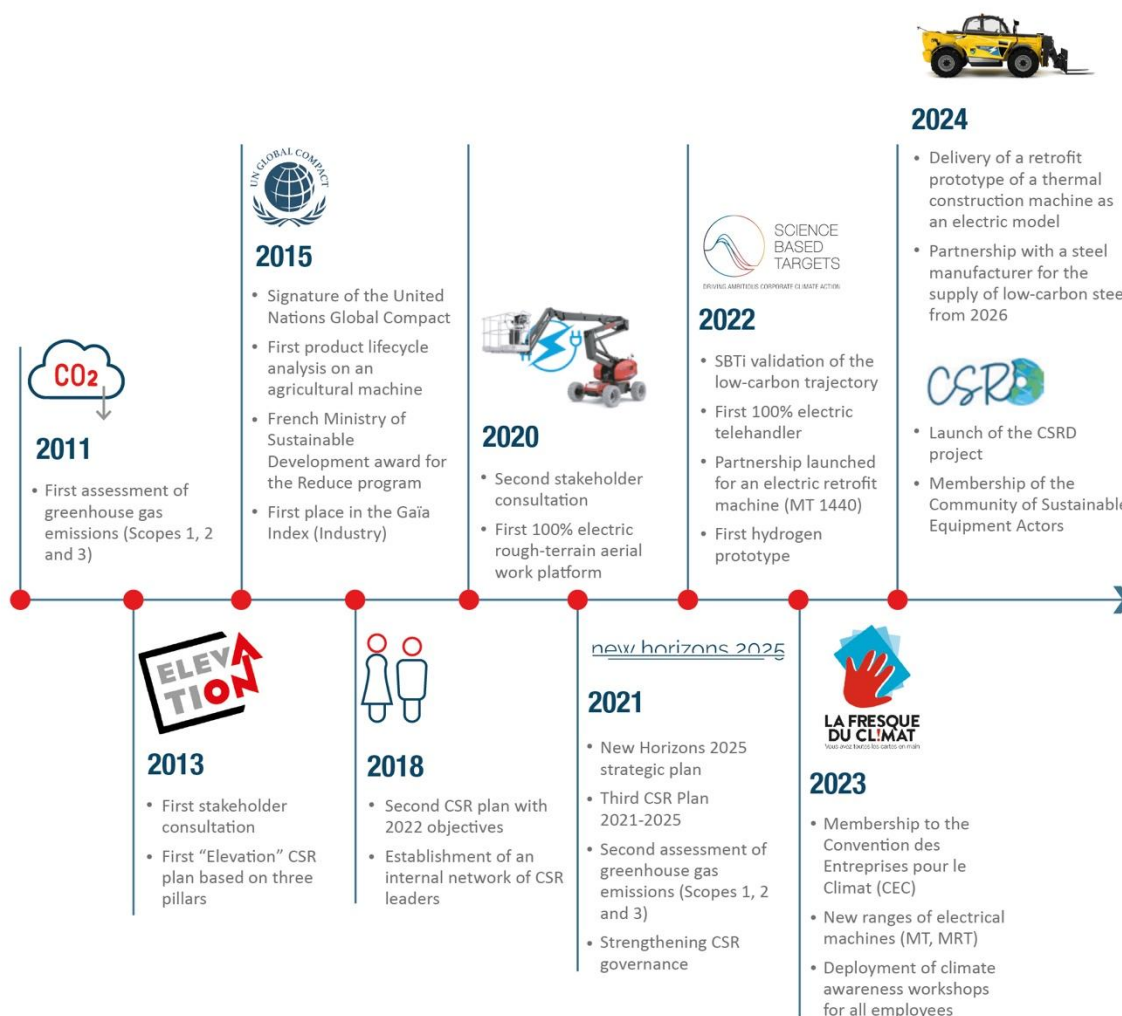 2024
• Delivery of a retrofit
prototype of a thermal
construction machine as
an electric model
• Partnership with a steel
manufacturer for the
supply of low-carbon steel
from 2026
CSRD
• Launch of the CSRD
project
• Membership of the
Community of Sustainable
Equipment Actors
UN GLOBAL COMPACT
2015
• Signature of the United
Nations Global Compact
• First product lifecycle
analysis on an
agricultural machine
• French Ministry of
Sustainable
Development award for
the Reduce program
• First place in the Gaïa
Index (Industry)
SCIENCE
BASED
TARGETS
DRIVING AMBITIOUS CORPORATE CLIMATE ACTION
2022
• SBTi validation of the
low-carbon trajectory
• First 100% electric
telehandler
• Partnership launched
for an electric retrofit
machine (MT 1440)
• First hydrogen
prototype
2020
• Second stakeholder
consultation
• First 100% electric
rough-terrain aerial
work platform
CO2
2011
• First assessment of
greenhouse gas
emissions (Scopes 1, 2
and 3)
ELEVA
TION
2013
• First stakeholder
consultation
• First “Elevation” CSR
plan based on three
pillars
2018
• Second CSR plan with
2022 objectives
• Establishment of an
internal network of CSR
leaders
new horizons 2025
2021
• New Horizons 2025
strategic plan
• Third CSR Plan
2021-2025
• Second assessment of
greenhouse gas
emissions (Scopes 1, 2
and 3)
• Strengthening CSR
governance
LA FRESQUE
DU CL!MAT
Vous avez toutes les cartes en main
2023
• Membership to the
Convention des
Entreprises pour le
Climat (CEC)
• New ranges of electrical
machines (MT, MRT)
• Deployment of climate
awareness workshops
for all employees